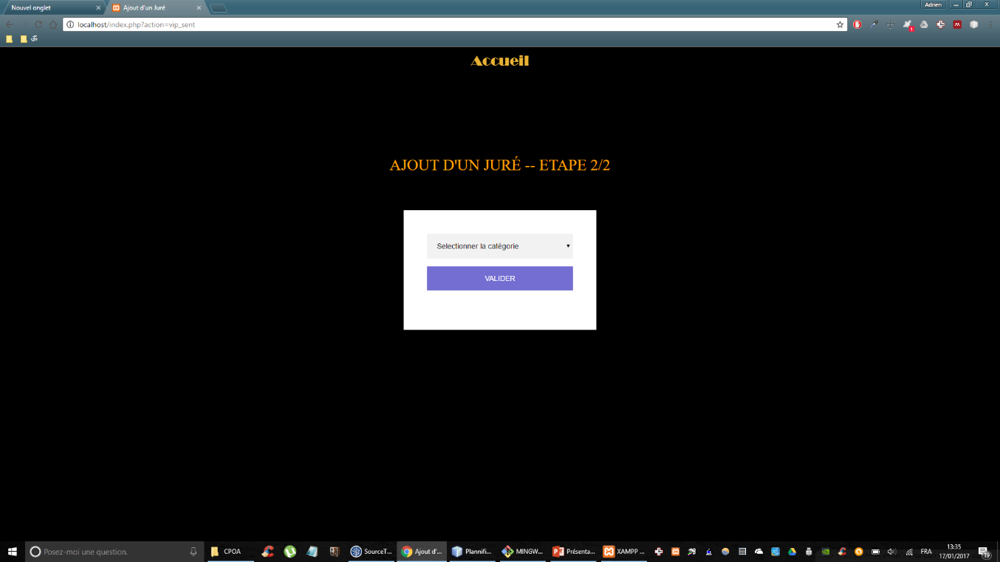 Nouvel onglet
Ajout d'un Juré
Adrien
localhost/index.php?action=vip_sent
1
Accueil
AJOUT D'UN JURÉ -- ETAPE 2/2
Selectionner la catégorie
VALIDER
Posez-moi une question.
CPOA
SourceT...
Ajout d'...
Plannifi...
MINGW...
Présenta...
XAMPP ...
FRA
13:35
17/01/2017
19